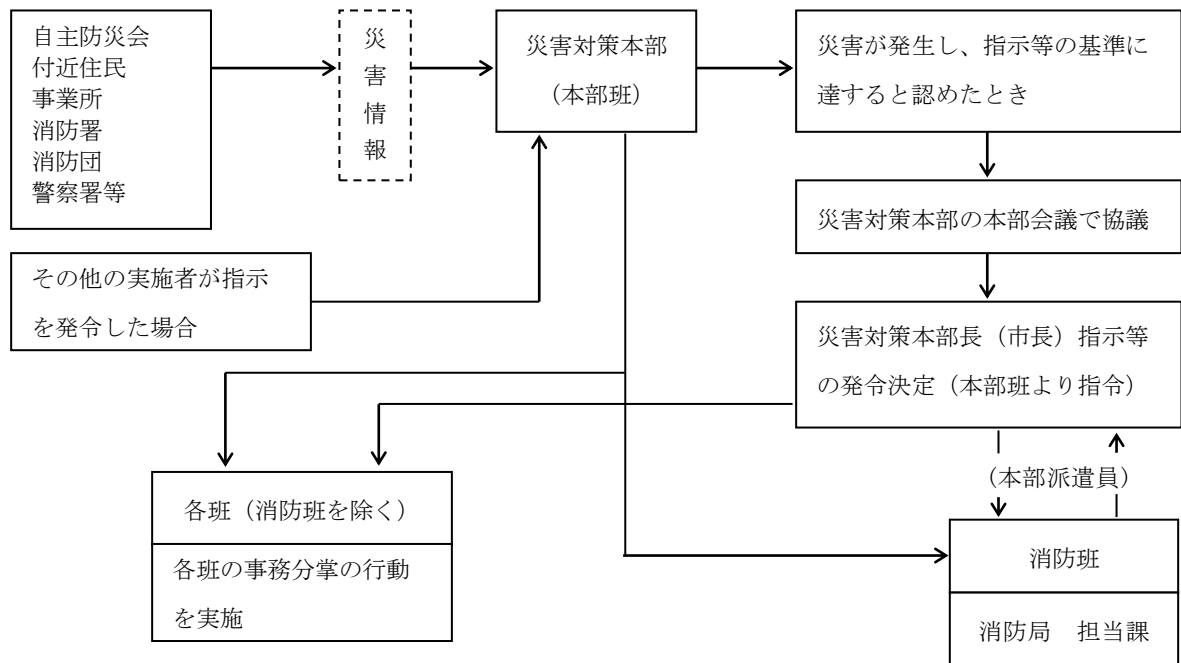 自主防災会
付近住民
事業所
消防署
消防団
警察署等
災害情報
災害対策本部
（本部班）
災害が発生し、指示等の基準に
達すると認めたとき
災害対策本部の本部会議で協議
その他の実施者が指示
を発令した場合
災害対策本部長（市長）指示等
の発令決定（本部班より指令）
（本部派遣員）
各班（消防班を除く）
各班の事務分掌の行動
を実施
消防班
消防局　担当課